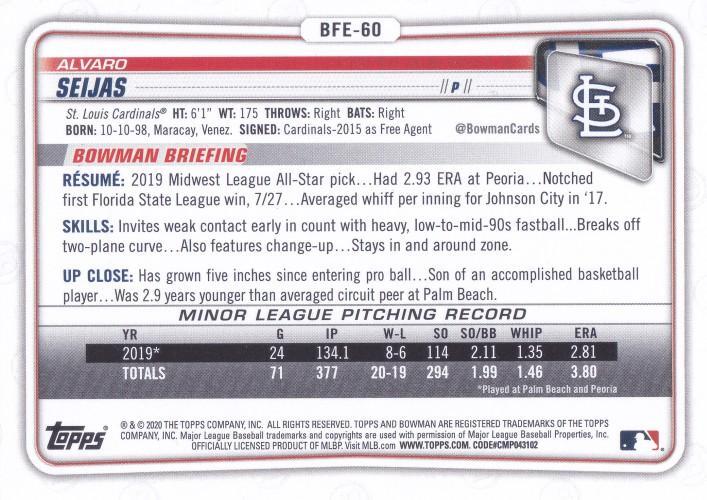 BFE-60
ALVARO
SEIJAS // P //
St. Louis Cardinals® HT: 6'1" WT: 175 THROWS: Right BATS: Right
BORN: 10-10-98, Maracay, Venez. SIGNED: Cardinals-2015 as Free Agent @BowmanCards
STL ™
BOWMAN BRIEFING
RÉSUMÉ: 2019 Midwest League All-Star pick...Had 2.93 ERA at Peoria...Notched
first Florida State League win, 7/27...Averaged whiff per inning for Johnson City in '17.
SKILLS: Invites weak contact early in count with heavy, low-to-mid-90s fastball...Breaks off
two-plane curve...Also features change-up...Stays in and around zone.
UP CLOSE: Has grown five inches since entering pro ball...Son of an accomplished basketball
player...Was 2.9 years younger than averaged circuit peer at Palm Beach.
MINOR LEAGUE PITCHING RECORD
YR G IP W-L SO SO/BB WHIP ERA
2019* 24 134.1 8-6 114 2.11 1.35 2.81
TOTALS 71 377 20-19 294 1.99 1.46 3.80
*Played at Palm Beach and Peoria
TOPPS ® & © 2020 THE TOPPS COMPANY, INC. ALL RIGHTS RESERVED. TOPPS AND BOWMAN ARE REGISTERED TRADEMARKS OF THE TOPPS
COMPANY, INC. Major League Baseball trademarks and copyrights are used with permission of Major League Baseball Properties, Inc.
OFFICIALLY LICENSED PRODUCT OF MLBP. Visit MLB.com WWW.TOPPS.COM. CODE#CMP043102